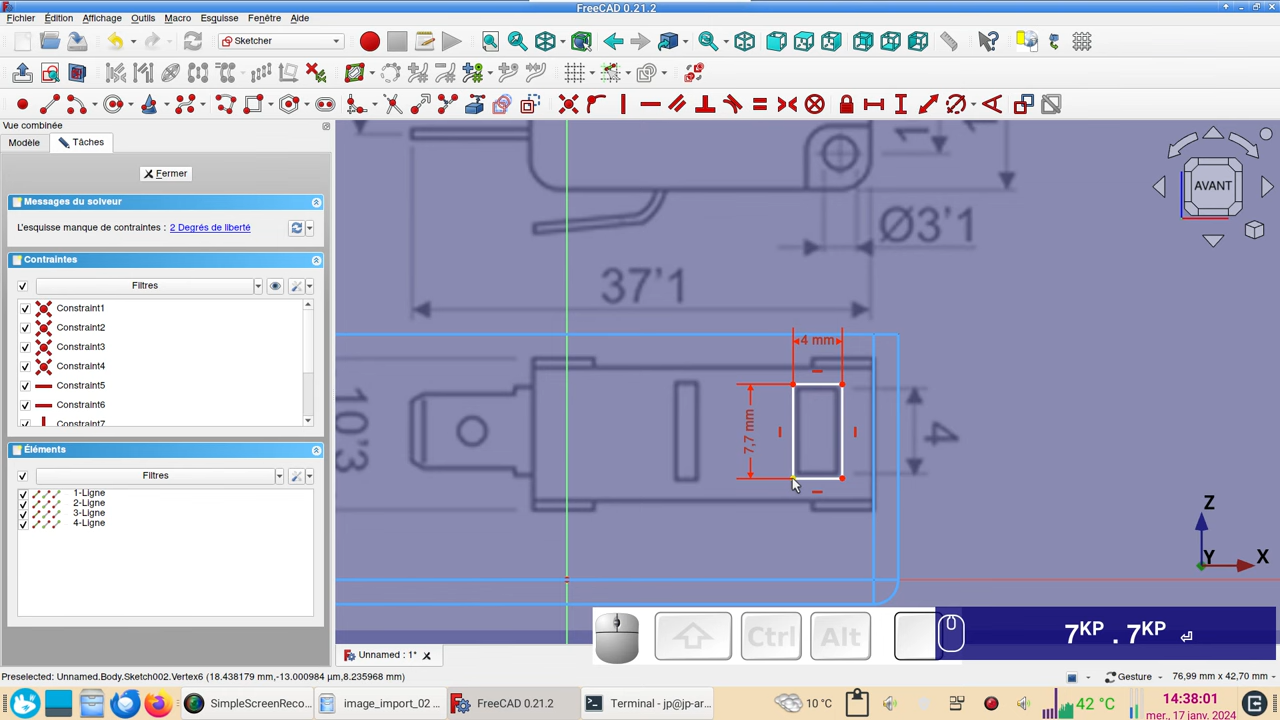 FreeCAD 0.21.2
Fichier Édition Affichage Outils Macro Esquisse Fenêtre Aide
Sketcher
Vue combinée
Modèle Tâches
Fermer
Messages du solveur
L'esquisse manque de contraintes : 2 Degrés de liberté
Contraintes
Filtres
Constraint1
Constraint2
Constraint3
Constraint4
Constraint5
Constraint6
Constraint7
Éléments
Filtres
1-Ligne
2-Ligne
3-Ligne
4-Ligne
Ø3'1
37'1
4 mm
7,7 mm
10'3
4
AVANT
Z
Y X
Ctrl Alt
7KP . 7KP ⏎
Unnamed : 1*
Preselected: Unnamed.Body.Sketch002.Vertex6 (18.438179 mm,-13.000984 µm,8.235968 mm)
Gesture 76,99 mm x 42,70 mm
SimpleScreenReco... image_import_02 ... FreeCAD 0.21.2 Terminal - jp@jp-ar...
10 °C
42 °C
14:38:01
mer., 17 janv. 2024